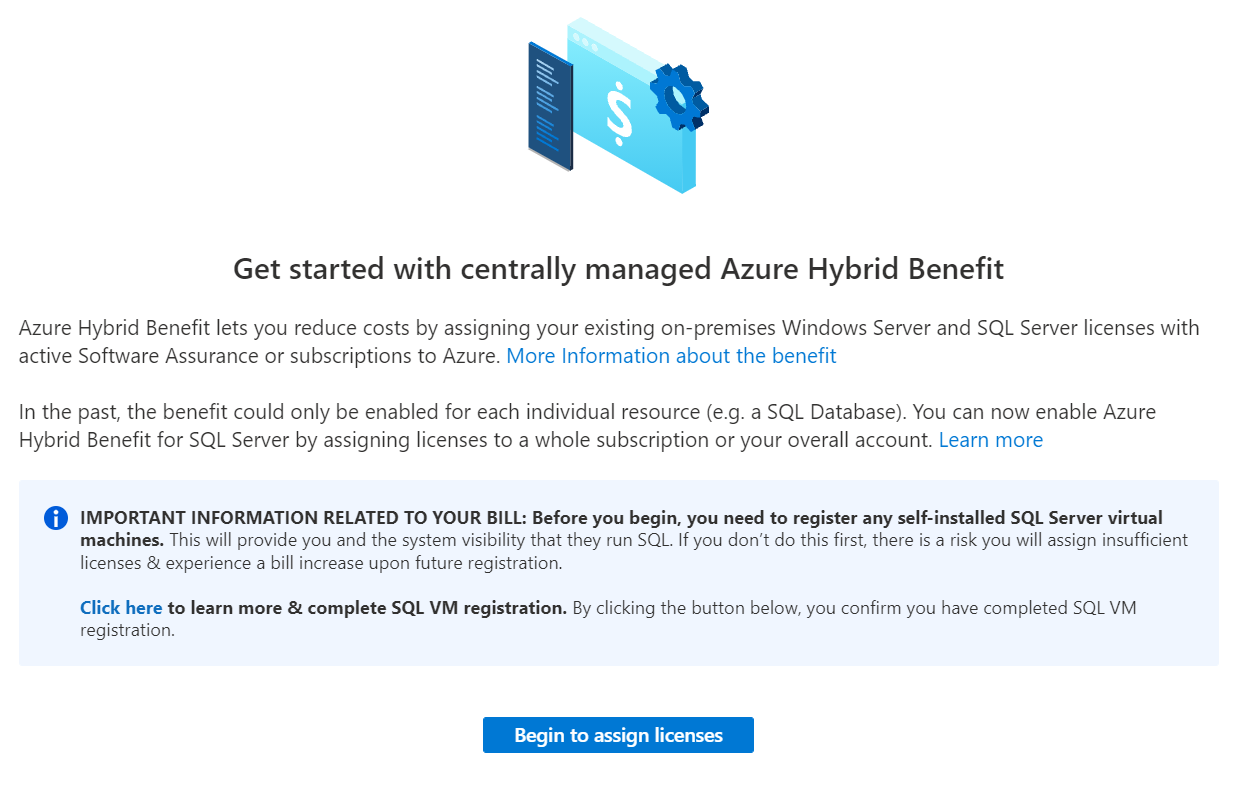 Get started with centrally managed Azure Hybrid Benefit
Azure Hybrid Benefit lets you reduce costs by assigning your existing on-premises Windows Server and SQL Server licenses with
active Software Assurance or subscriptions to Azure. More Information about the benefit
In the past, the benefit could only be enabled for each individual resource (e.g. a SQL Database). You can now enable Azure
Hybrid Benefit for SQL Server by assigning licenses to a whole subscription or your overall account. Learn more
IMPORTANT INFORMATION RELATED TO YOUR BILL: Before you begin, you need to register any self-installed SQL Server virtual
machines. This will provide you and the system visibility that they run SQL. If you don’t do this first, there is a risk you will assign insufficient
licenses & experience a bill increase upon future registration.
Click here to learn more & complete SQL VM registration. By clicking the button below, you confirm you have completed SQL VM
registration.
Begin to assign licenses